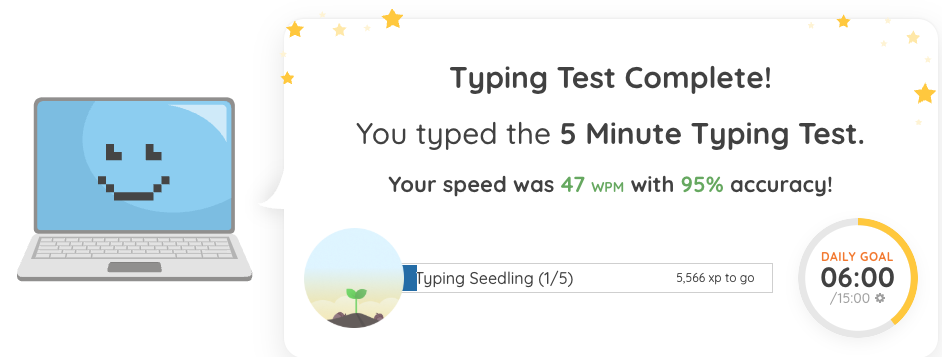 Typing Test Complete!
You typed the 5 Minute Typing Test.
Your speed was 47 WPM with 95% accuracy!
Typing Seedling (1/5)
5,566 xp to go
DAILY GOAL
06:00
/15:00